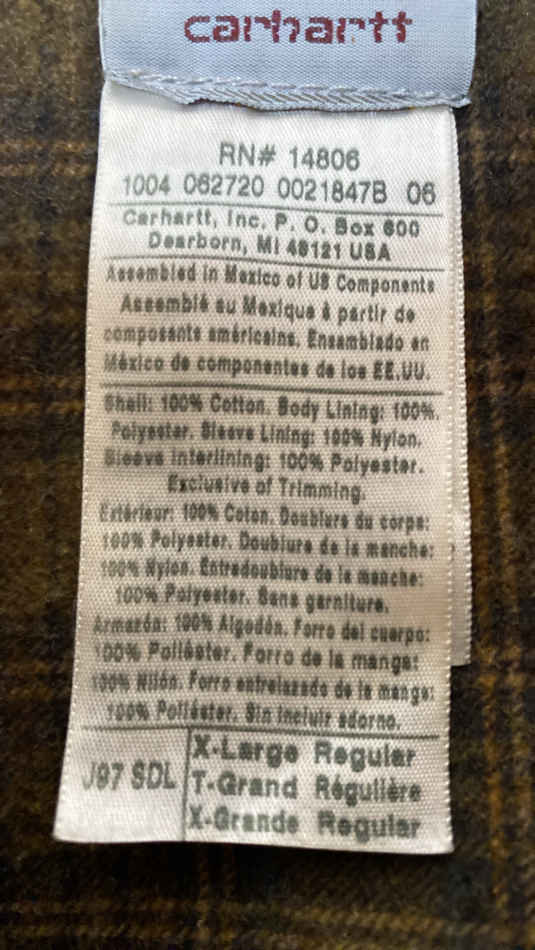 carhartt
RN# 14806
1004 062720 0021847B 06
Carhartt, Inc. P. O. Box 600
Dearborn, MI 48121 USA
Assembled in Mexico of US Components
Assemblé au Mexique à partir de
composants américains. Ensamblado en
México de componentes de los EE.UU.
Shell: 100% Cotton. Body Lining: 100%.
Polyester. Sleeve Lining: 100% Nylon.
Sleeve Interlining: 100% Polyester.
Exclusive of Trimming.
Extérieur: 100% Coton. Doublure du corps:
100% Polyester. Doublure de la manche:
100% Nylon. Entredoublure de la manche:
100% Polyester. Sans garniture.
Armazón: 100% Algodón. Forro del cuerpo:
100% Poliéster. Forro de la manga:
100% Nilón. Forro entrelazado de la manga:
100% Poliéster. Sin incluir adorno.
J97 SDL
X-Large Regular
T-Grand Régulière
X-Grande Regular